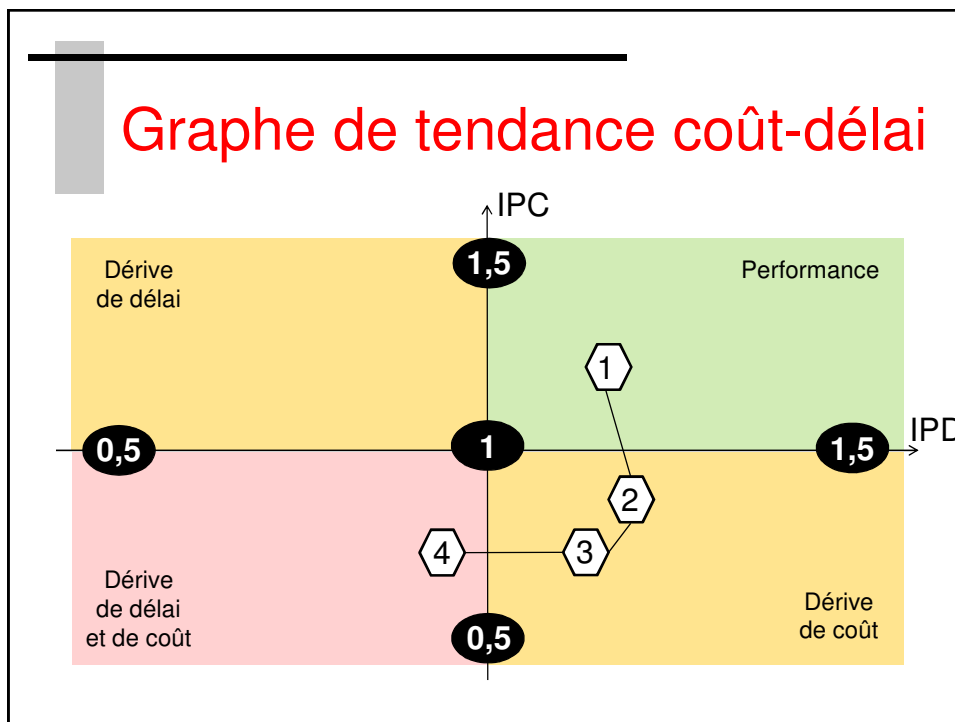 Graphe de tendance coût-délai
IPC
Dérive
de délai
1,5
Performance
1
0,5
1
1,5
IPD
2
4
3
Dérive
de délai
et de coût
0,5
Dérive
de coût